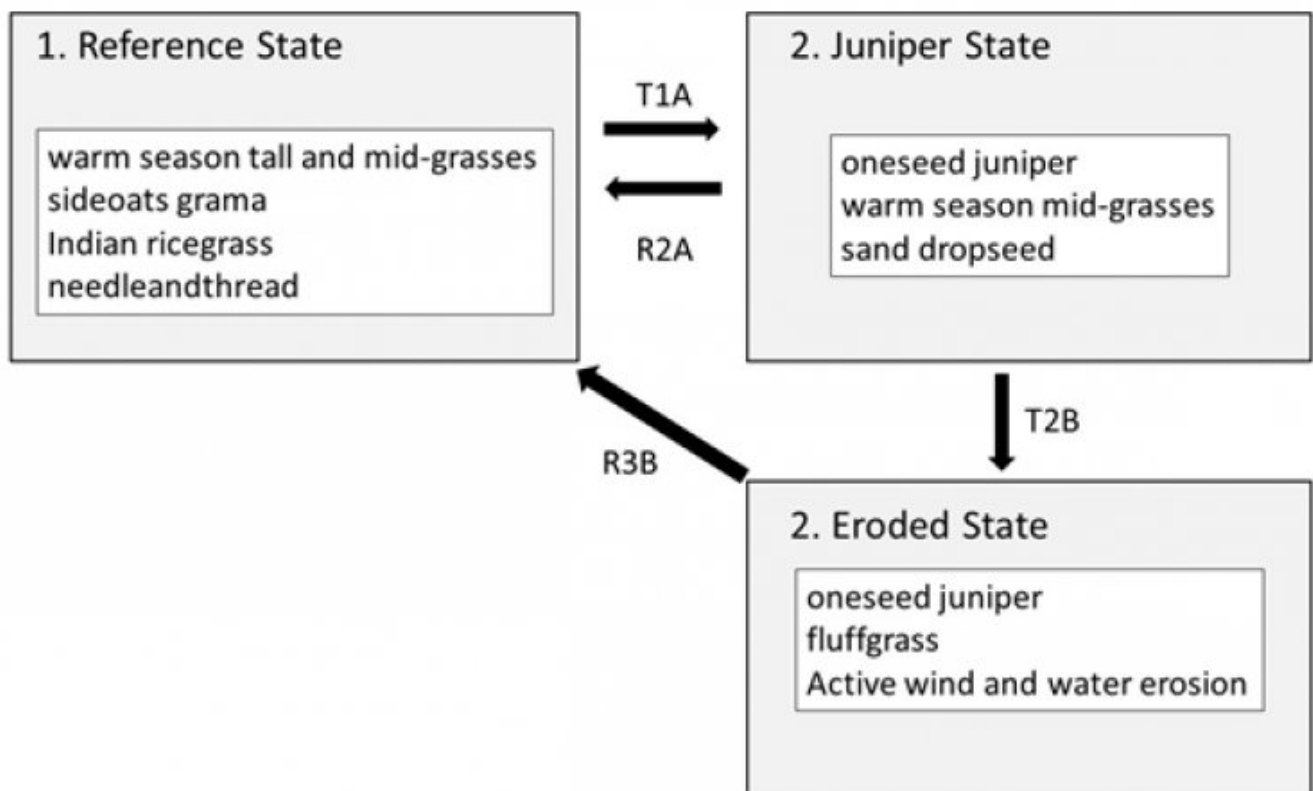 1. Reference State
warm season tall and mid-grasses
sideoats grama
Indian ricegrass
needleandthread
T1A
R2A
2. Juniper State
oneseed juniper
warm season mid-grasses
sand dropseed
T2B
R3B
2. Eroded State
oneseed juniper
fluffgrass
Active wind and water erosion